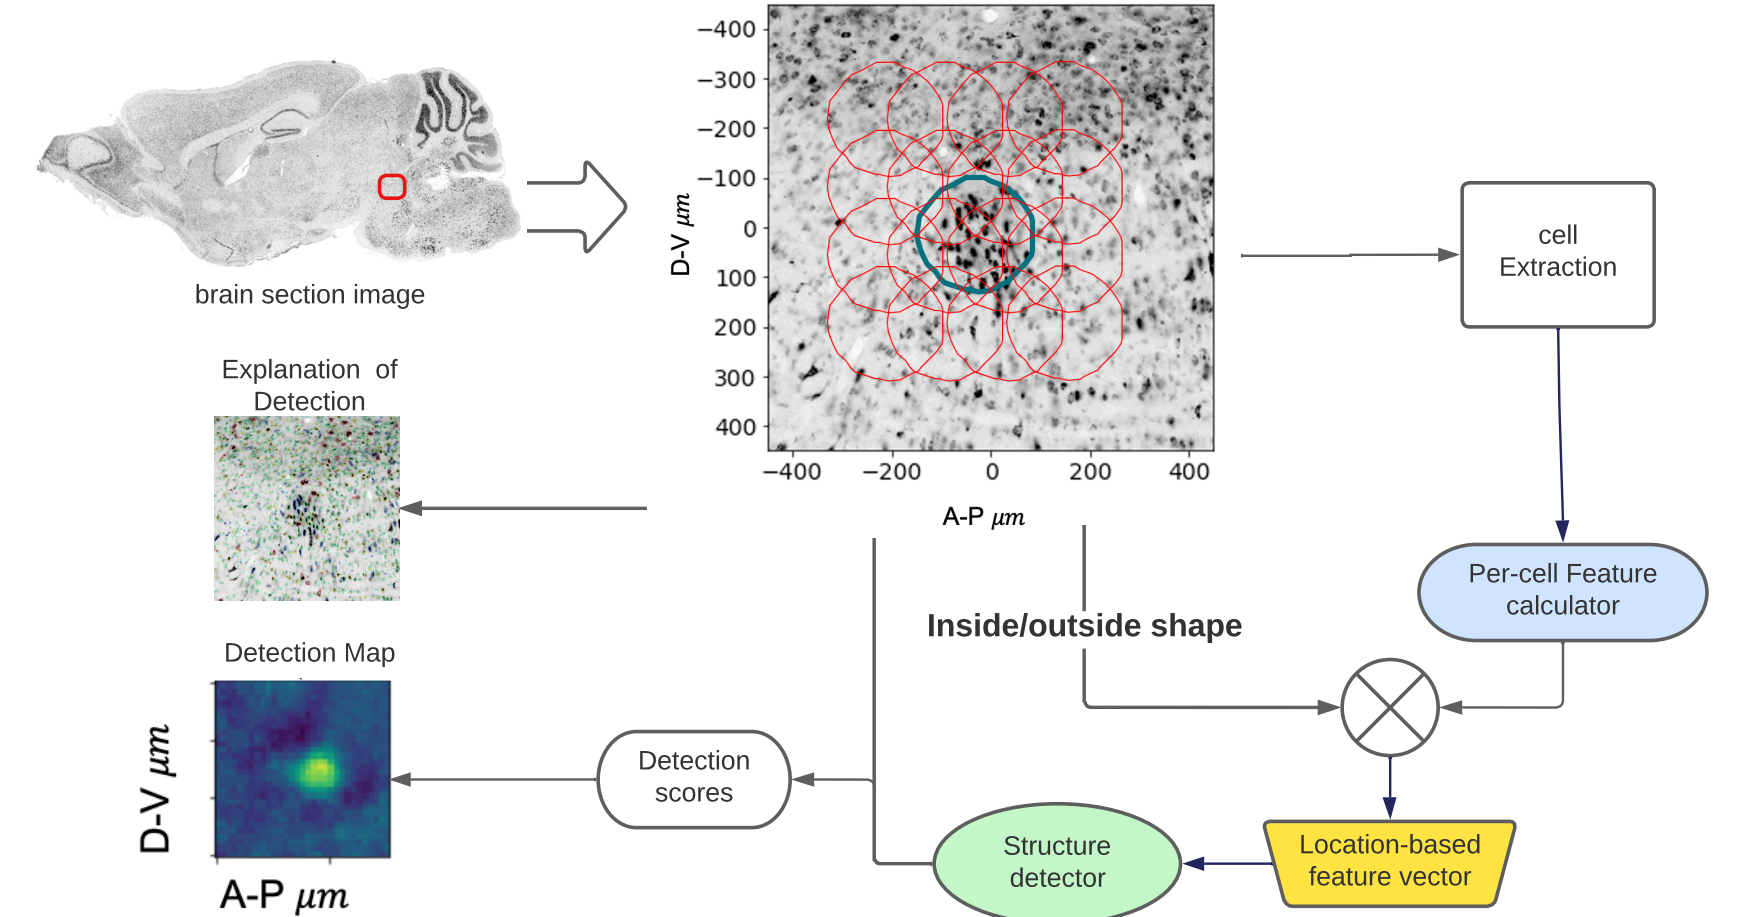 brain section image
−400
−300
−200
−100
0
100
200
300
400
D-V μm
−400
−200
0
200
400
A-P μm
cell
Extraction
Explanation of
Detection
Per-cell Feature
calculator
Inside/outside shape
Detection Map
D-V μm
A-P μm
Detection
scores
Structure
detector
Location-based
feature vector